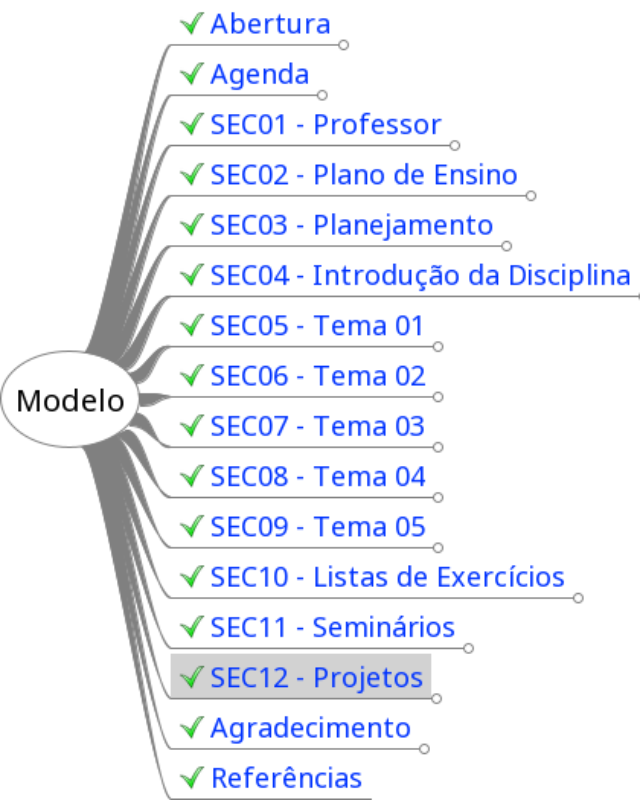 Abertura
Agenda
SEC01 - Professor
SEC02 - Plano de Ensino
SEC03 - Planejamento
SEC04 - Introdução da Disciplina
SEC05 - Tema 01
SEC06 - Tema 02
Modelo
SEC07 - Tema 03
SEC08 - Tema 04
SEC09 - Tema 05
SEC10 - Listas de Exercícios
SEC11 - Seminários
SEC12 - Projetos
Agradecimento
Referências